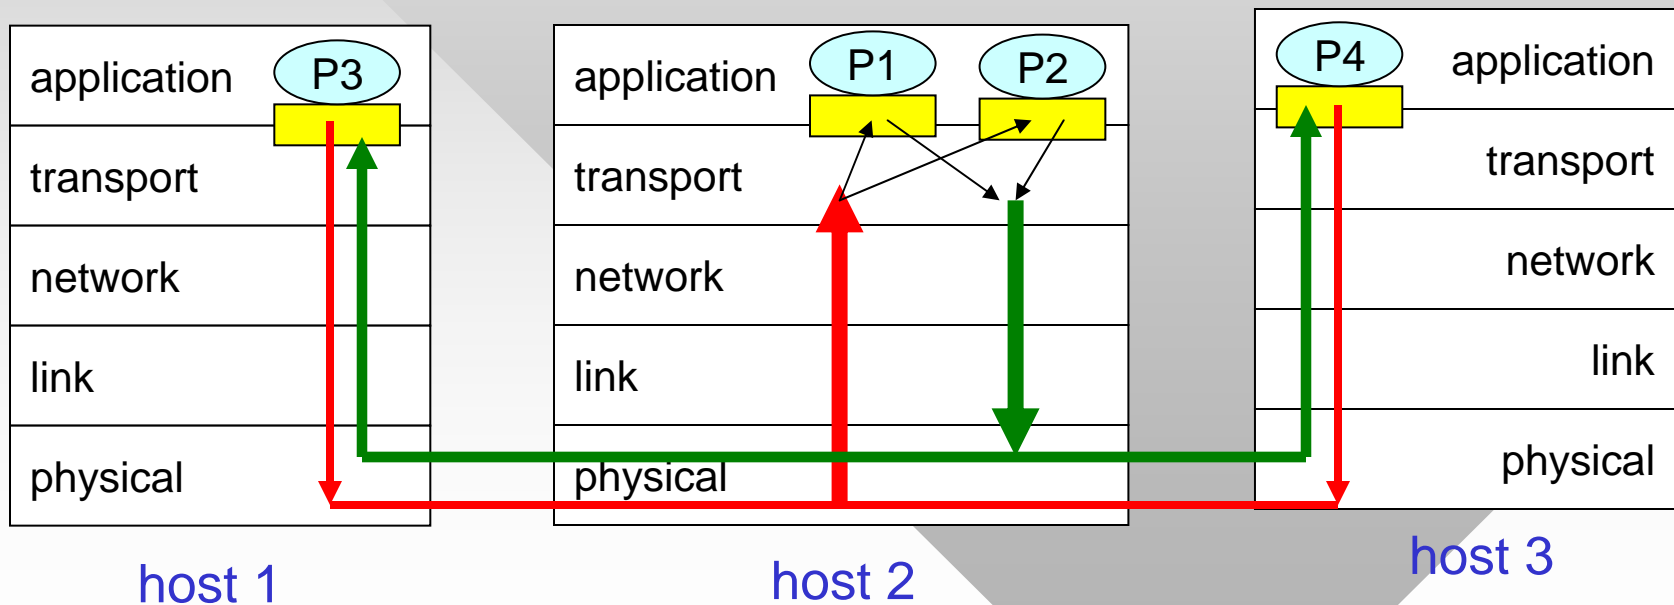 application P3
transport
network
link
physical
host 1
application P1 P2
transport
network
link
physical
host 2
P4 application
transport
network
link
physical
host 3